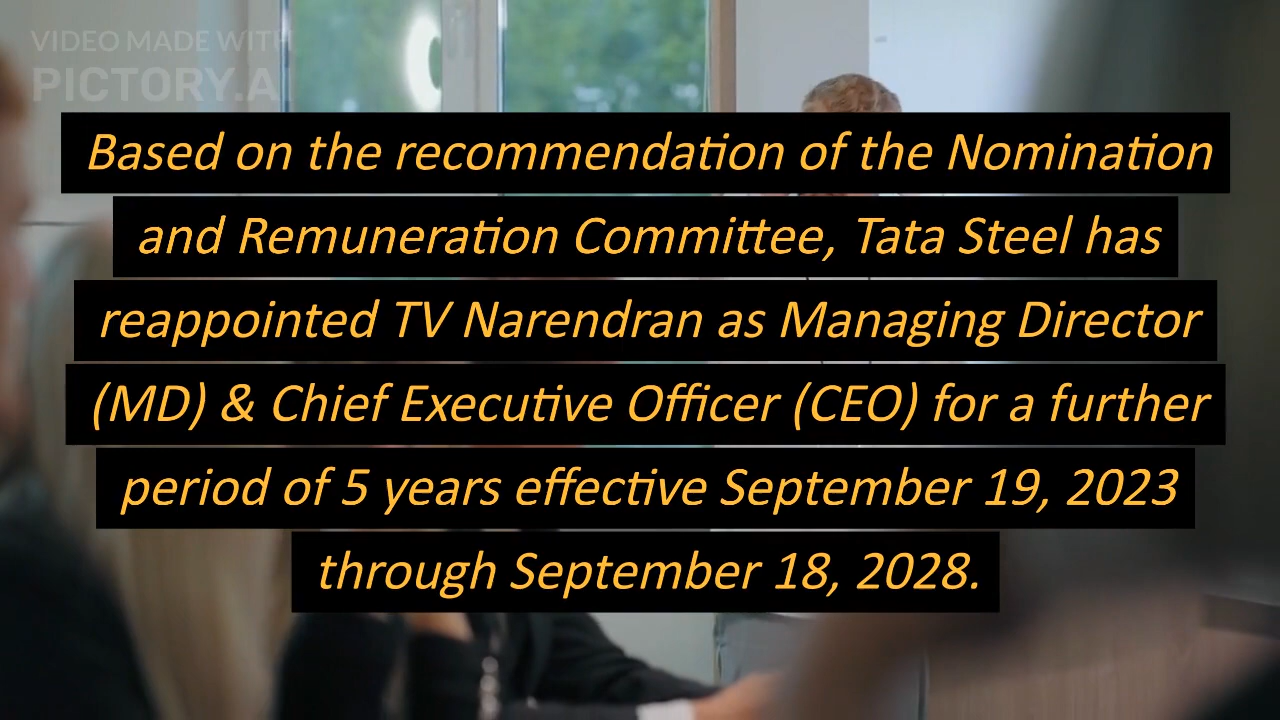 VIDEO MADE WITH
PICTORY.A
Based on the recommendation of the Nomination
and Remuneration Committee, Tata Steel has
reappointed TV Narendran as Managing Director
(MD) & Chief Executive Officer (CEO) for a further
period of 5 years effective September 19, 2023
through September 18, 2028.